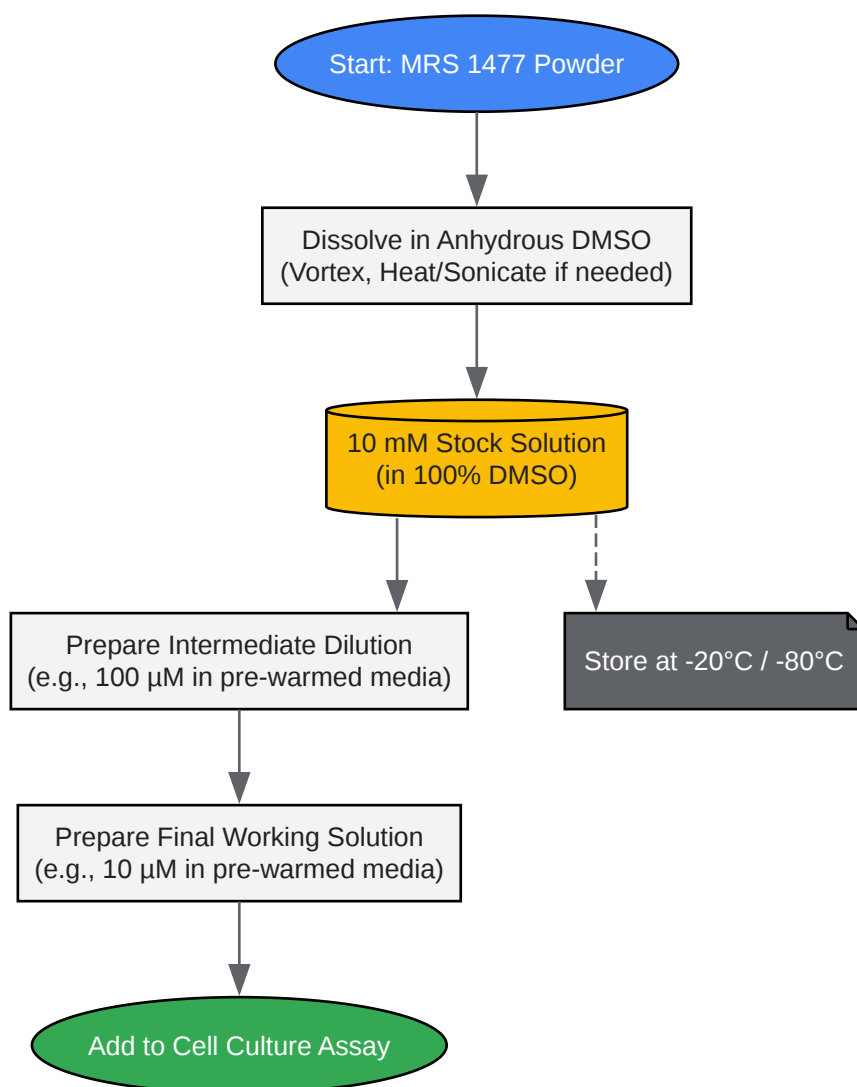 Start: MRS 1477 Powder
Dissolve in Anhydrous DMSO
(Vortex, Heat/Sonicate if needed)
10 mM Stock Solution
(in 100% DMSO)
Prepare Intermediate Dilution
(e.g., 100 µM in pre-warmed media)
Store at -20°C / -80°C
Prepare Final Working Solution
(e.g., 10 µM in pre-warmed media)
Add to Cell Culture Assay